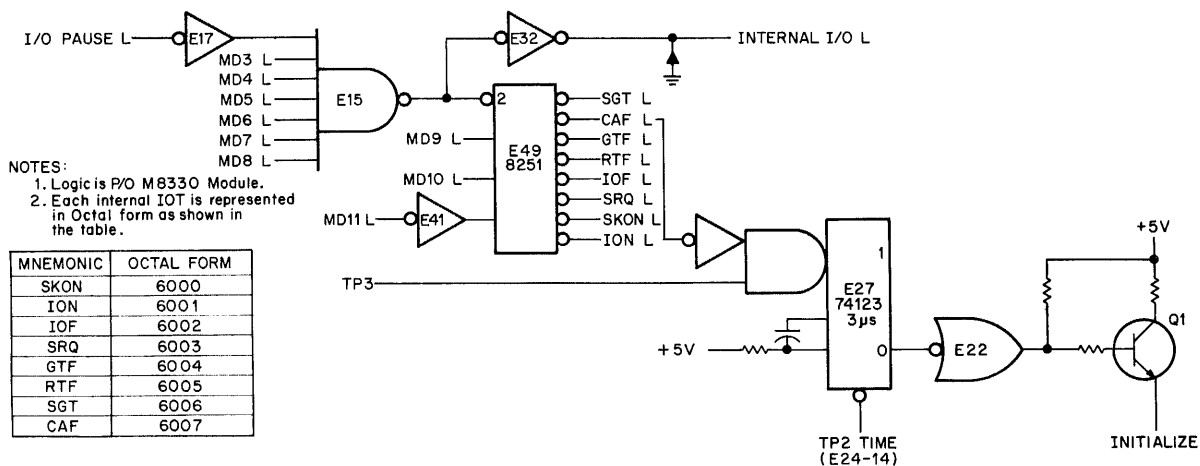 I/O PAUSE L
E17
MD3 L
MD4 L
MD5 L
MD6 L
MD7 L
MD8 L
E15
E32
INTERNAL I/O L
2
E49
8251
MD9 L
MD10 L
MD11 L
E41
SGT L
CAF L
GTF L
RTF L
IOF L
SRQ L
SKON L
ION L
NOTES:
1. Logic is P/O M8330 Module.
2. Each internal IOT is represented
in Octal form as shown in
the table.
MNEMONIC OCTAL FORM
SKON 6000
ION 6001
IOF 6002
SRQ 6003
GTF 6004
RTF 6005
SGT 6006
CAF 6007
TP3
+5V
1
E27
74123
3µs
0
TP2 TIME
(E24-14)
E22
+5V
Q1
INITIALIZE